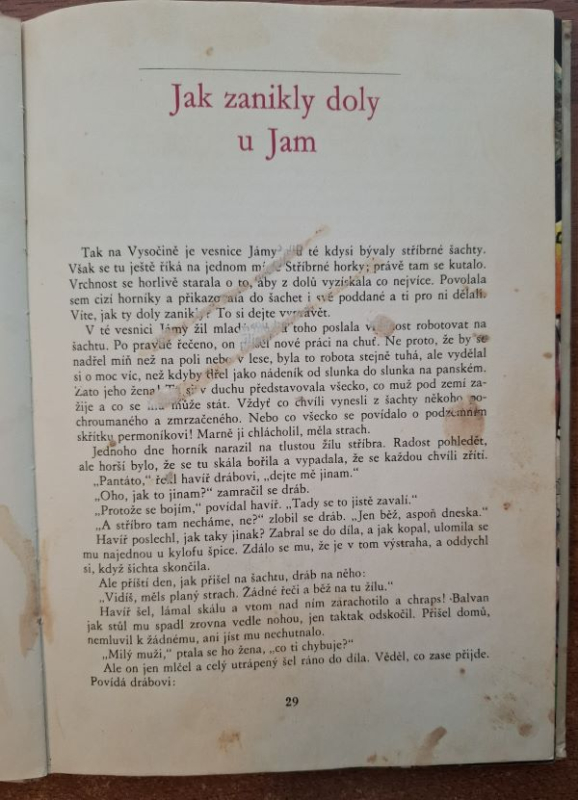 Jak zanikly doly
u Jam
Tak na Vysočině je vesnice Jámy. té kdysi bývaly stříbrné šachty.
Však se tu ještě říká na jednom Stříbrné horky; právě tam se kutalo.
Vrchnost se horlivě starala o to, aby z dolů vyzískala co nejvíce. Povolala
sem cizí horníky a do šachet i své poddané a ti pro ni dělali.
Víte, jak ty doly To si dejte
V té vesnici Jámy žil toho poslala robotovat na
šachtu. Po pravdě řečeno, on nové práci na chuť. Ne proto, že by se
nadřel míň než na poli nebo v lese, byla to robota stejně tuhá, ale vydělal
si o moc víc, než kdyby dřel jako nádeník od slunka do slunka na panském.
Zato jeho žena! si v duchu představovala všecko, co muž pod zemí za-
žije a co se může stát. Vždyť co chvíli vynesli z šachty někoho po-
chroumaného a zmrzačeného. Nebo co všecko se povídalo o podzemním
skřítku permoníkovi! Marně ji chlácholil, měla strach.
Jednoho dne horník narazil na tlustou žílu stříbra. Radost pohledět,
ale horší bylo, že se tu skála bořila a vypadala, že se každou chvíli zřítí.
„Pantáto,“ řekl havíř drábovi, „dejte mě jinam.“
„Oho, jak to jinam?“ zamračil se dráb.
„Protože se bojím,“ povídal havíř. „Tady se to jistě zavalí.“
„A stříbro tam necháme, ne?“ zlobil se dráb. „Jen běž, aspoň dneska.“
Havíř poslechl, jak taky jinak? Zabral se do díla, a jak kopal, ulomila se
mu najednou u kylofu špice. Zdálo se mu, že je v tom výstraha, a oddychl
si, když šichta skončila.
Ale příští den, jak přišel na šachtu, dráb na něho:
„Vidíš, měls planý strach. Žádné řeči a běž na tu žílu.“
Havíř šel, lámal skálu a vtom nad ním zarachotilo a chraps! Balvan
jak stůl mu spadl zrovna vedle nohou, jen taktak odskočil. Přišel domů,
nemluvil k žádnému, ani jíst mu nechutnalo.
„Milý muži,“ ptala se ho žena, „co ti chybuje?“
Ale on jen mlčel a celý utrápený šel ráno do díla. Věděl, co zase přijde.
Povídá drábovi:
29